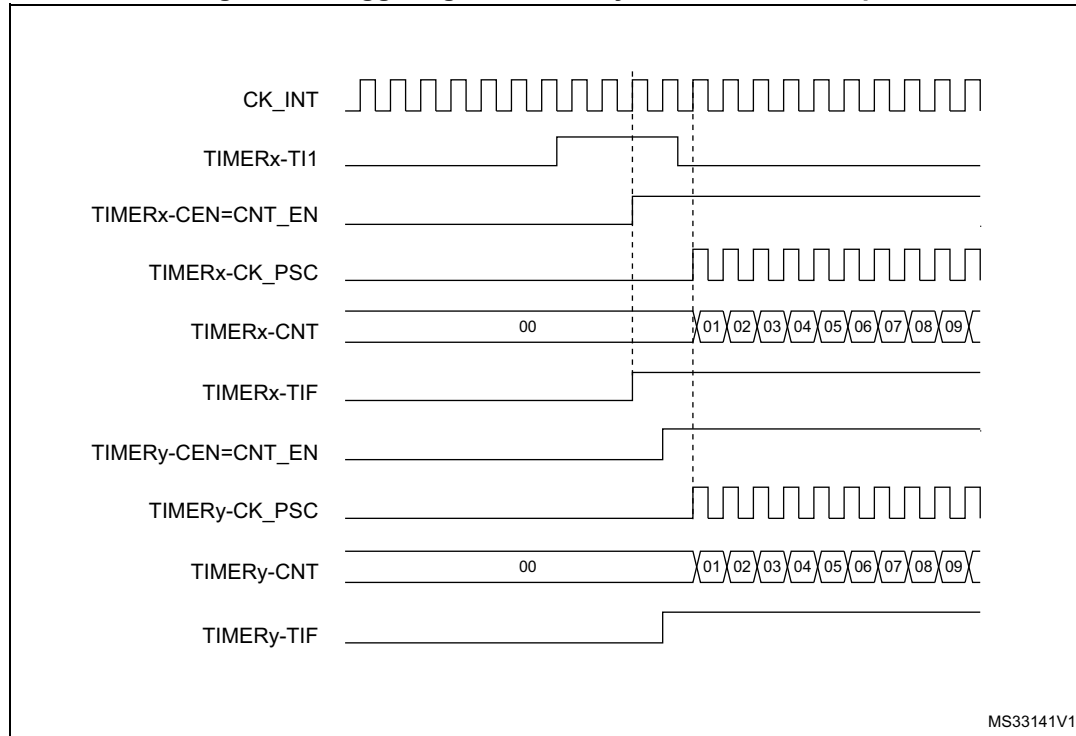 CK_INT
TIMERx-TI1
TIMERx-CEN=CNT_EN
TIMERx-CK_PSC
TIMERx-CNT 00 01 02 03 04 05 06 07 08 09
TIMERx-TIF
TIMERy-CEN=CNT_EN
TIMERy-CK_PSC
TIMERy-CNT 00 01 02 03 04 05 06 07 08 09
TIMERy-TIF
MS33141V1